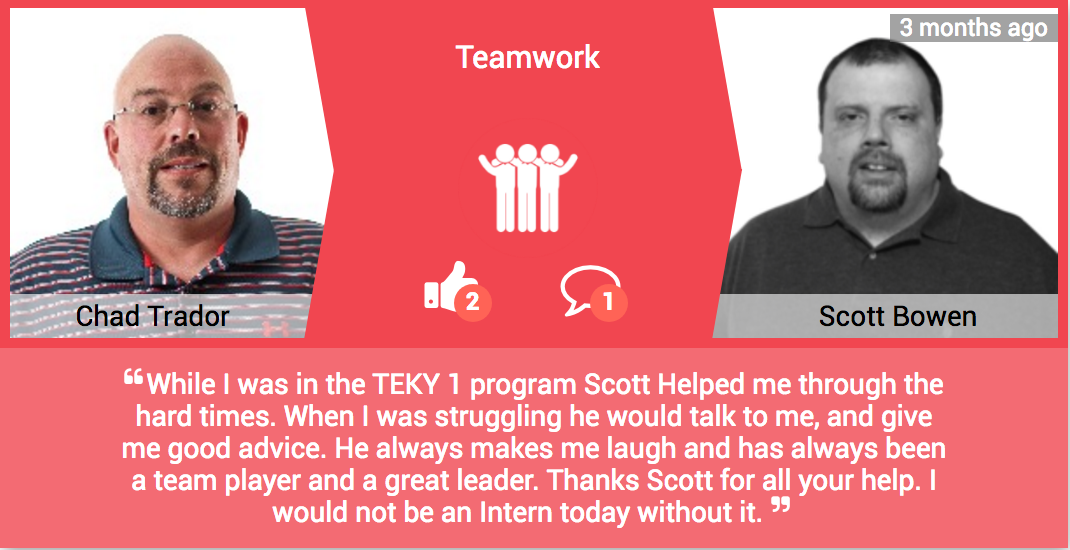 3 months ago
Teamwork
2
1
Chad Trador
Scott Bowen
❝While I was in the TEKY 1 program Scott Helped me through the
hard times. When I was struggling he would talk to me, and give
me good advice. He always makes me laugh and has always been
a team player and a great leader. Thanks Scott for all your help. I
would not be an Intern today without it. ❞